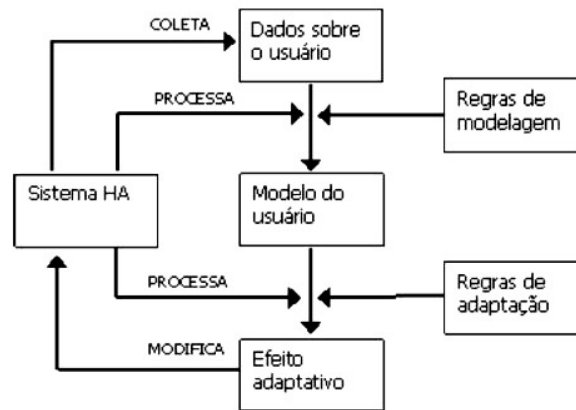 COLETA
Dados sobre
o usuário
PROCESSA
Regras de
modelagem
Sistema HA
Modelo do
usuário
PROCESSA
Regras de
adaptação
MODIFICA
Efeito
adaptativo